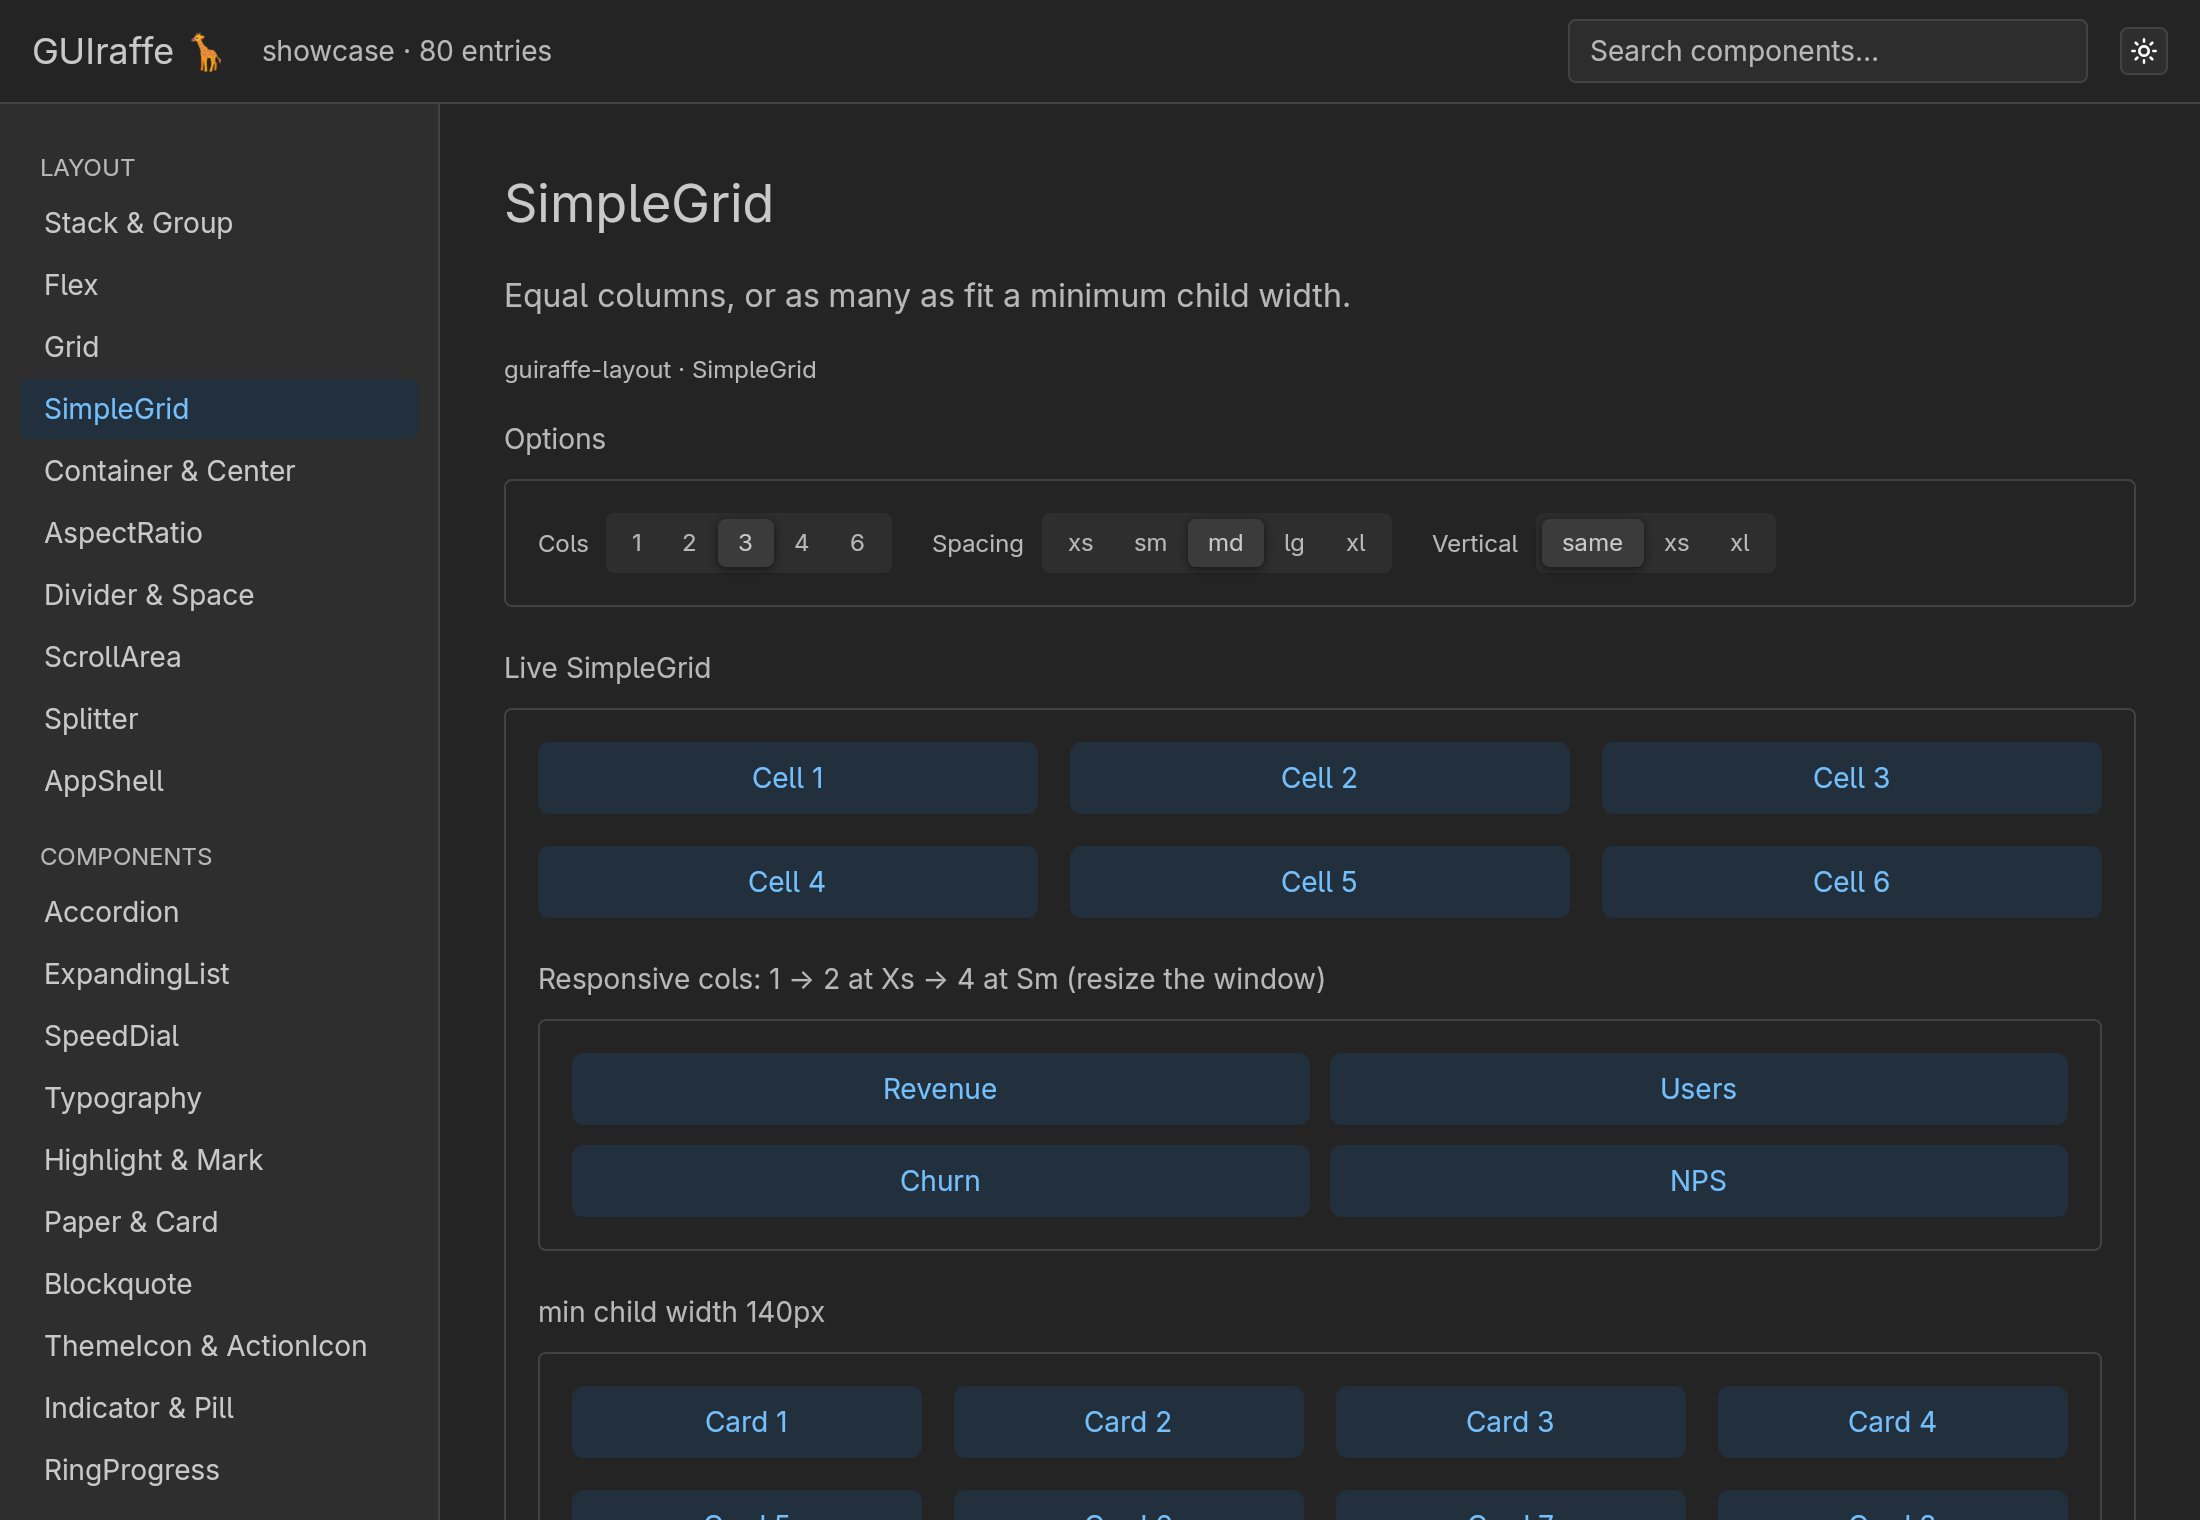 GUIraffe 🦒 showcase · 80 entries Search components...
LAYOUT
Stack & Group
Flex
Grid
SimpleGrid
Container & Center
AspectRatio
Divider & Space
ScrollArea
Splitter
AppShell
COMPONENTS
Accordion
ExpandingList
SpeedDial
Typography
Highlight & Mark
Paper & Card
Blockquote
ThemeIcon & ActionIcon
Indicator & Pill
RingProgress
SimpleGrid
Equal columns, or as many as fit a minimum child width.
guiraffe-layout · SimpleGrid
Options
Cols 1 2 3 4 6 Spacing xs sm md lg xl Vertical same xs xl
Live SimpleGrid
Cell 1 Cell 2 Cell 3
Cell 4 Cell 5 Cell 6
Responsive cols: 1 → 2 at Xs → 4 at Sm (resize the window)
Revenue Users
Churn NPS
min child width 140px
Card 1 Card 2 Card 3 Card 4